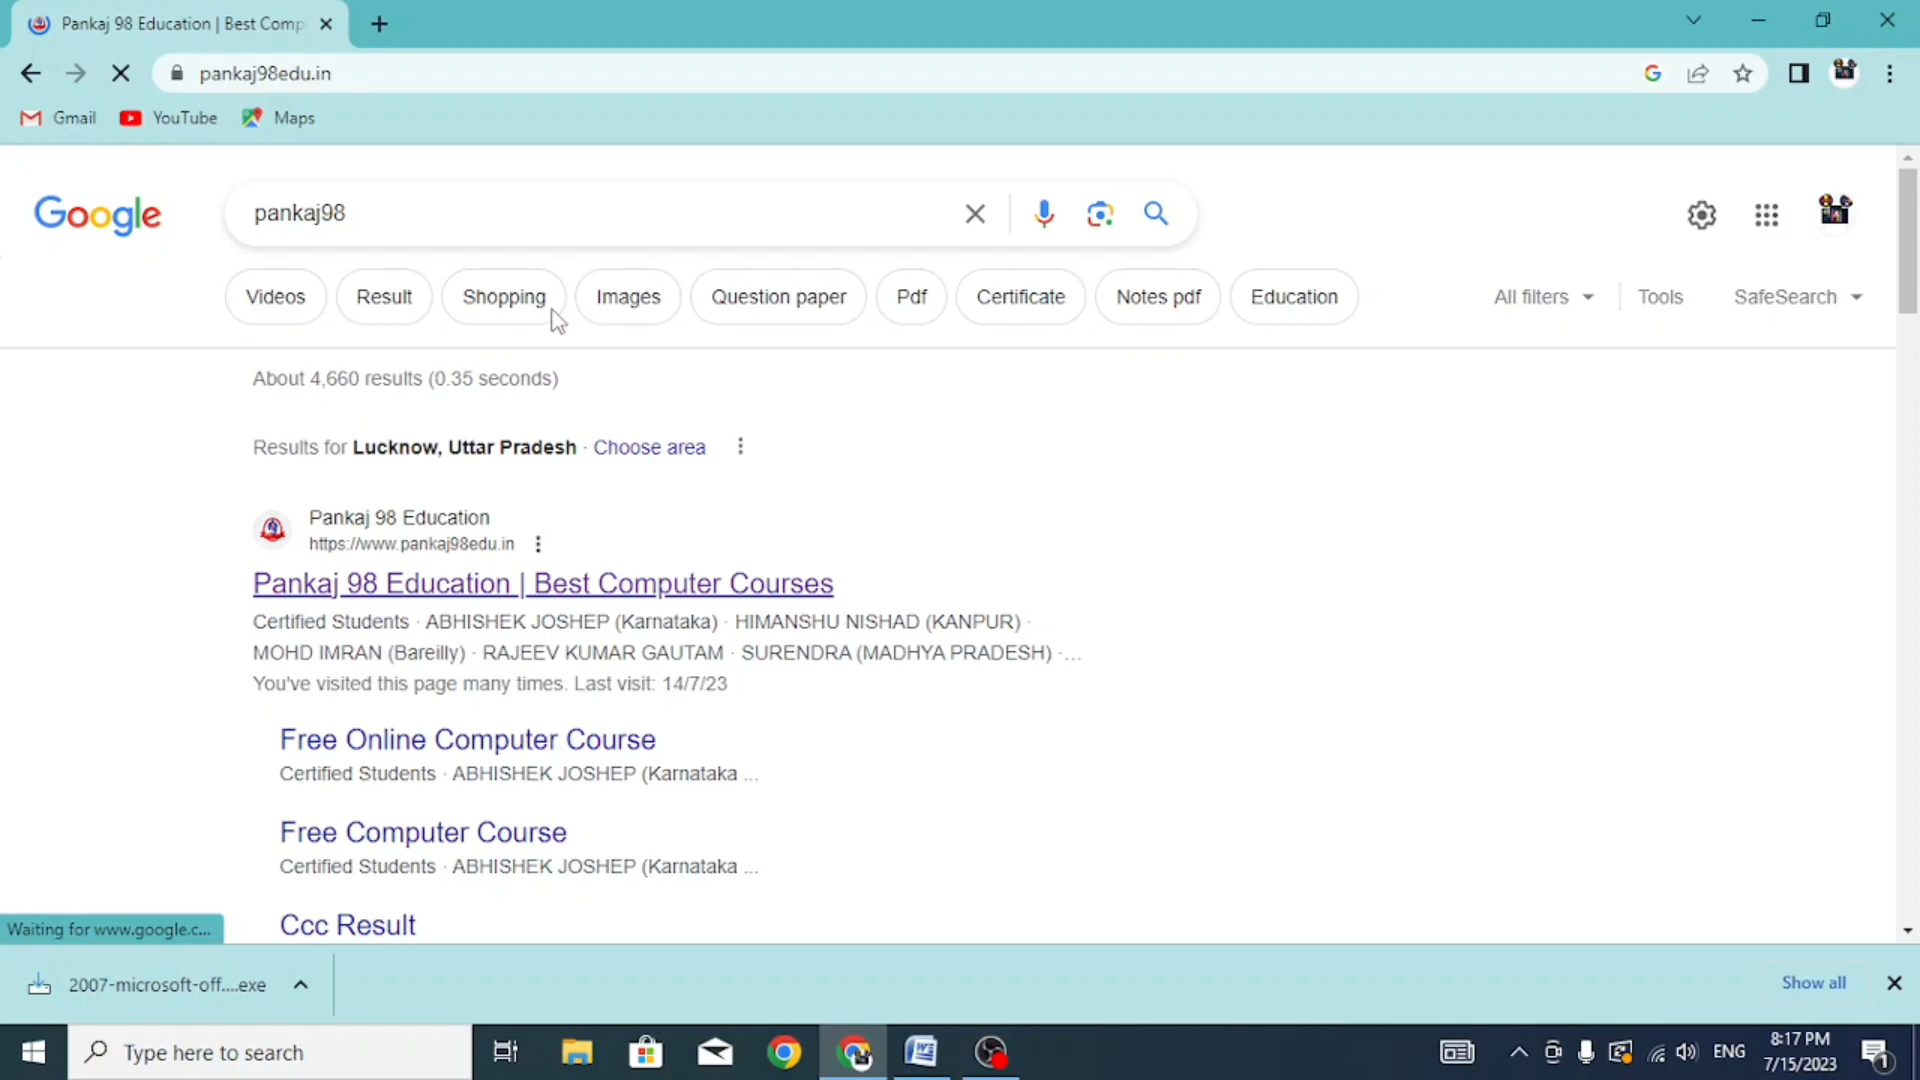 Pankaj 98 Education | Best Comp
pankaj98edu.in
Gmail YouTube Maps
Google pankaj98
Videos Result Shopping Images Question paper Pdf Certificate Notes pdf Education All filters Tools SafeSearch
About 4,660 results (0.35 seconds)
Results for Lucknow, Uttar Pradesh · Choose area
Pankaj 98 Education
https://www.pankaj98edu.in
Pankaj 98 Education | Best Computer Courses
Certified Students · ABHISHEK JOSHEP (Karnataka) · HIMANSHU NISHAD (KANPUR) ·
MOHD IMRAN (Bareilly) · RAJEEV KUMAR GAUTAM · SURENDRA (MADHYA PRADESH) ·...
You've visited this page many times. Last visit: 14/7/23
Free Online Computer Course
Certified Students · ABHISHEK JOSHEP (Karnataka ...
Free Computer Course
Certified Students · ABHISHEK JOSHEP (Karnataka ...
Ccc Result
Waiting for www.google.c...
2007-microsoft-off....exe Show all
Type here to search ENG 8:17 PM
7/15/2023 1